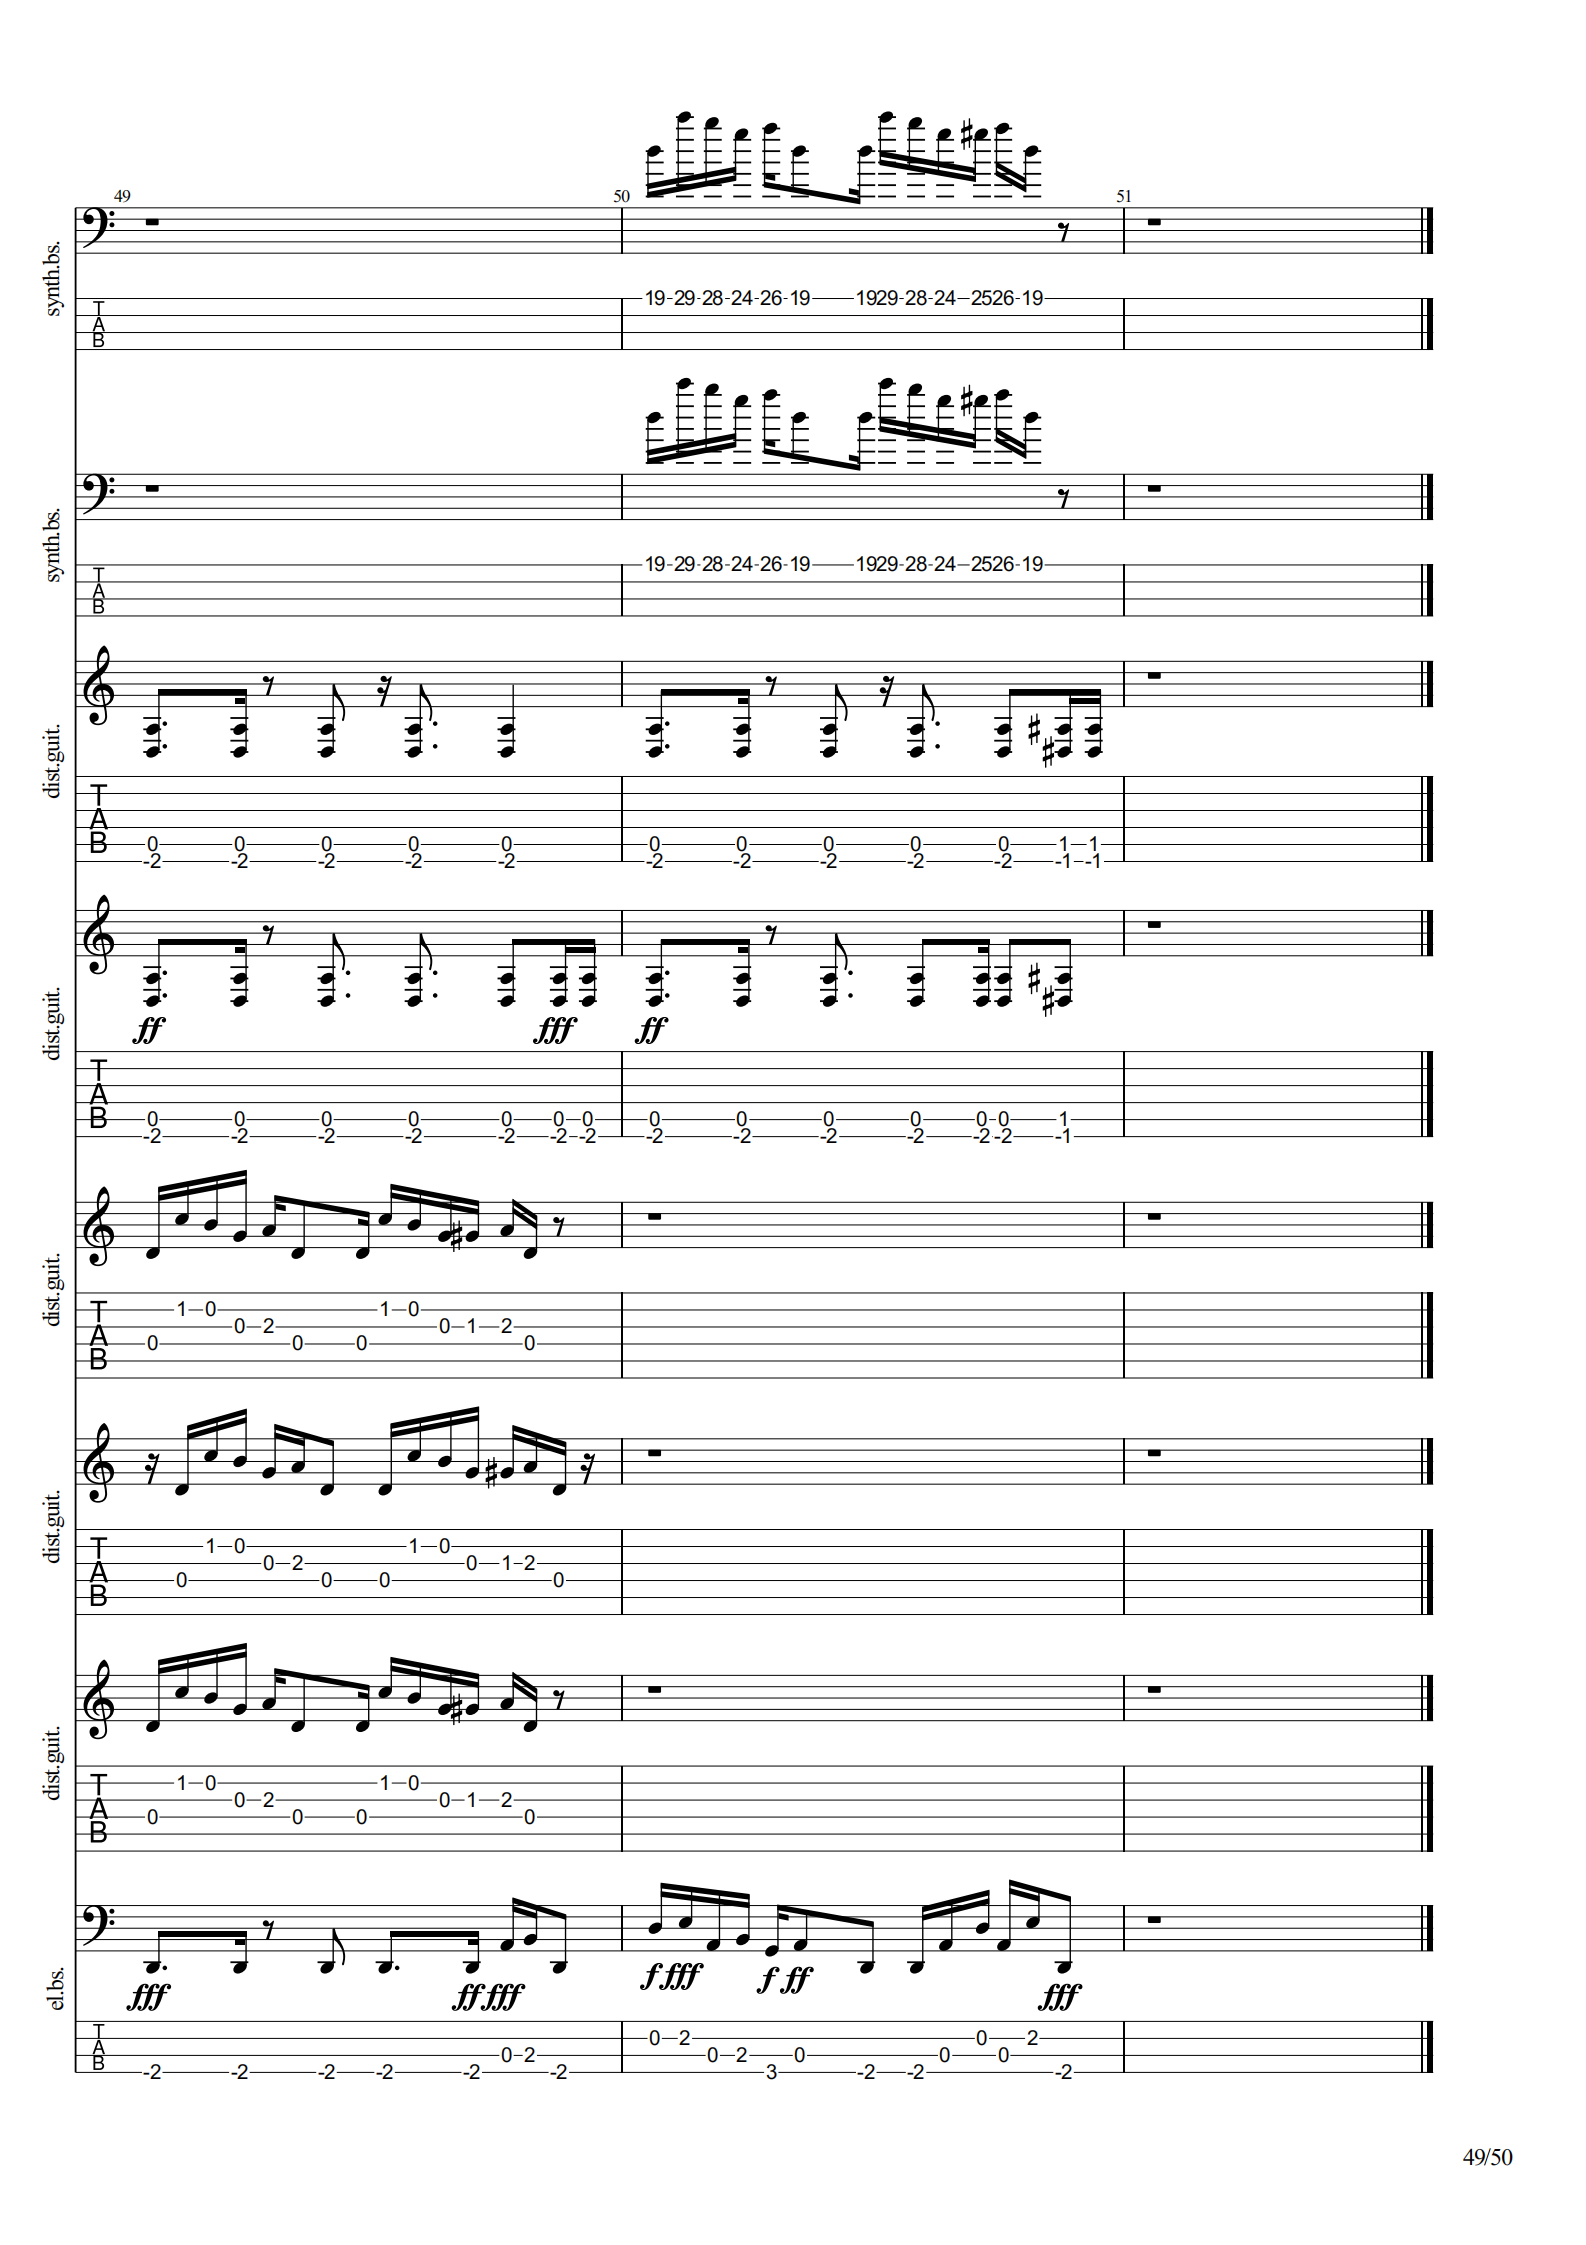 49 50 51
synth.bs.
19 29 28 24 26 19 19 29 28 24 25 26 19
T
A
B
synth.bs.
19 29 28 24 26 19 19 29 28 24 25 26 19
T
A
B
dist.guit.
T
A
B 0 0 0 0 0 0 0 0 0 0 1 1
-2 -2 -2 -2 -2 -2 -2 -2 -2 -2 -1 -1
dist.guit.
ff fff ff
T
A
B 0 0 0 0 0 0 0 0 0 0 0 0 0 1
-2 -2 -2 -2 -2 -2 -2 -2 -2 -2 -2 -2 -2 -1
dist.guit.
T 1 0 1 0
0 2 0 1 2
A 0 0 0 0
B
dist.guit.
T 1 0 1 0
0 2 0 1 2
A 0 0 0 0
B
dist.guit.
T 1 0 1 0
0 2 0 1 2
A 0 0 0 0
B
el.bs.
fff ff fff f fff f ff fff
T 0 2 0 2
A 0 2 0 2 0 0 0
B -2 -2 -2 -2 -2 -2 3 -2 -2 -2
49/50